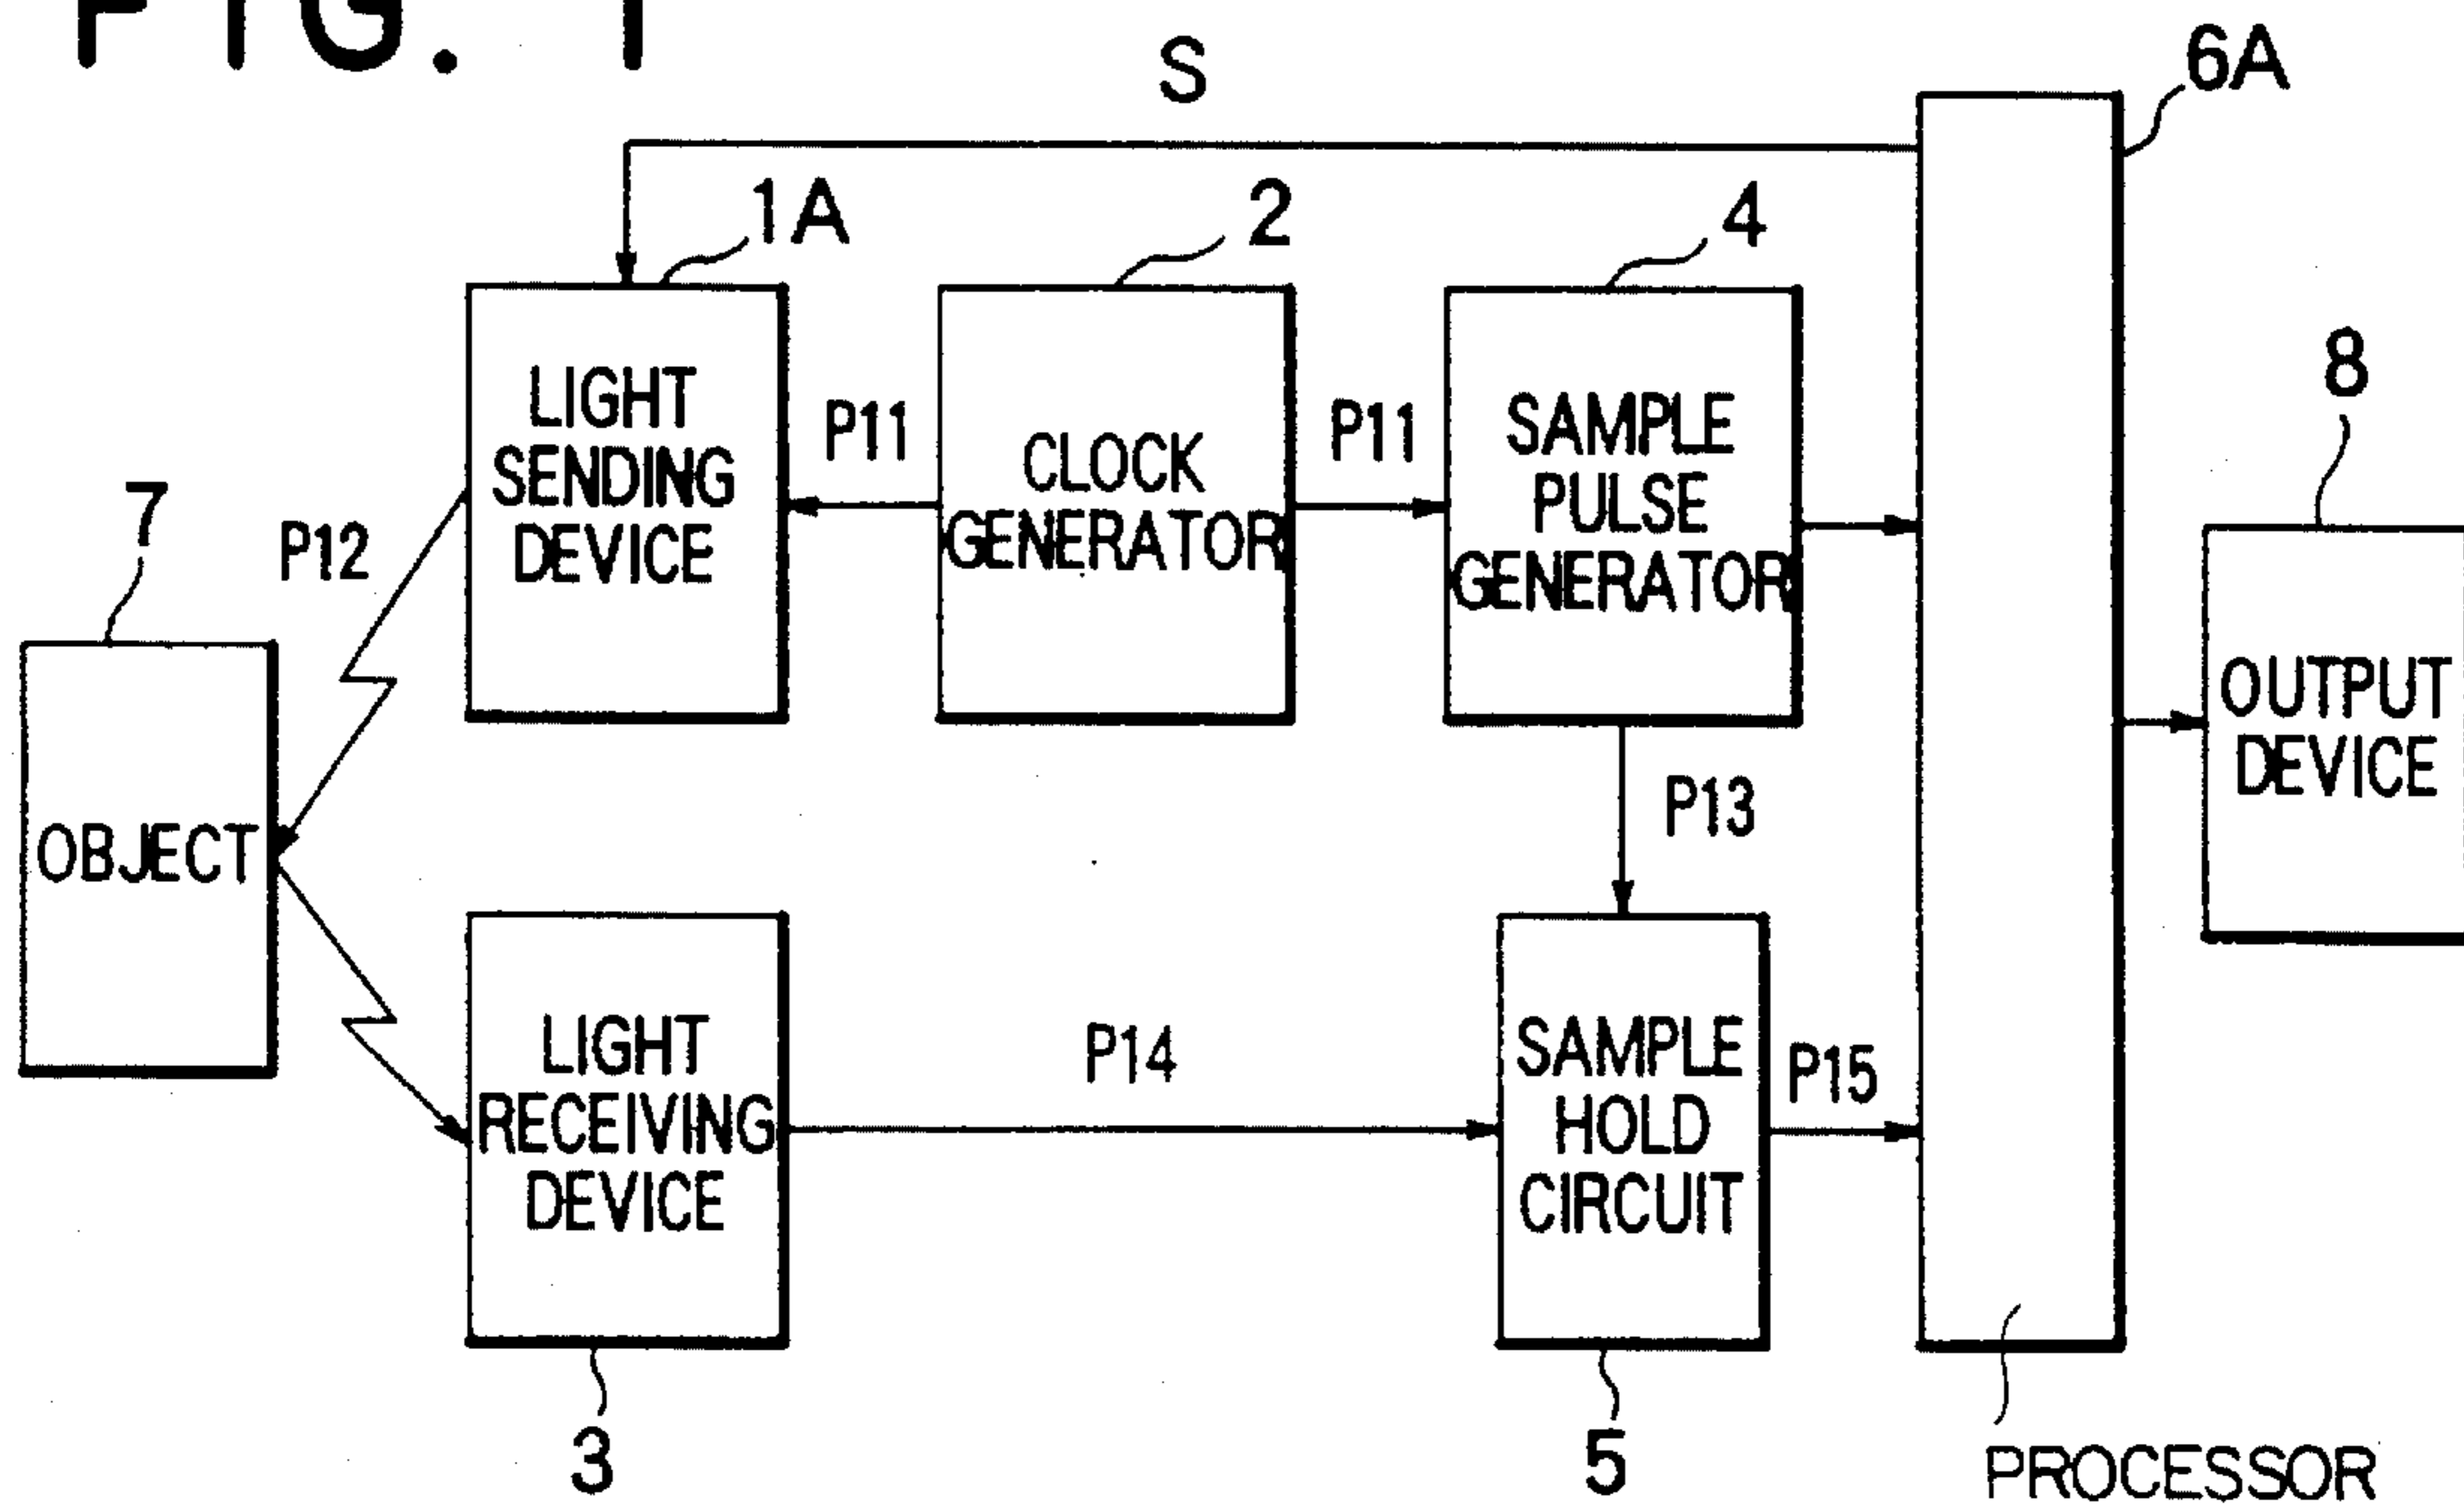 FIG. 1
S
6A
1A
2
4
8
7
P12
LIGHT
SENDING
DEVICE
P11
CLOCK
GENERATOR
P11
SAMPLE
PULSE
GENERATOR
OUTPUT
DEVICE
P13
OBJECT
LIGHT
RECEIVING
DEVICE
P14
SAMPLE
HOLD
CIRCUIT
P15
3
5
PROCESSOR